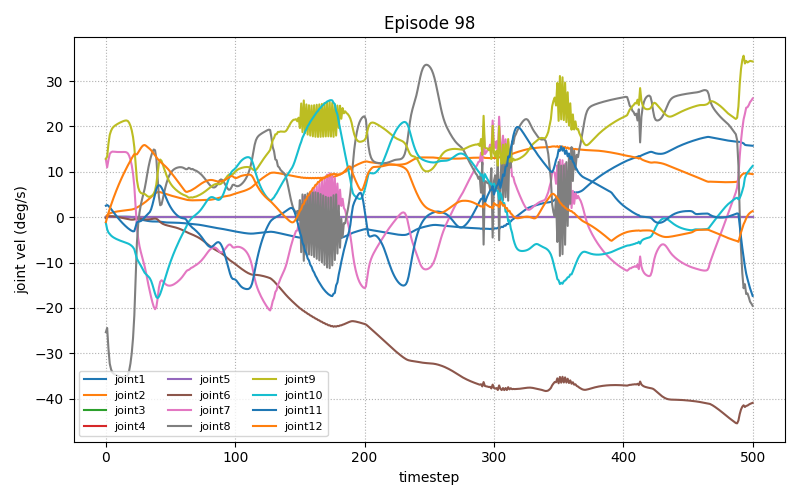 Episode 98
joint vel (deg/s)
30
20
10
0
−10
−20
−30
−40
joint1
joint2
joint3
joint4
joint5
joint6
joint7
joint8
joint9
joint10
joint11
joint12
0
100
200
300
400
500
timestep